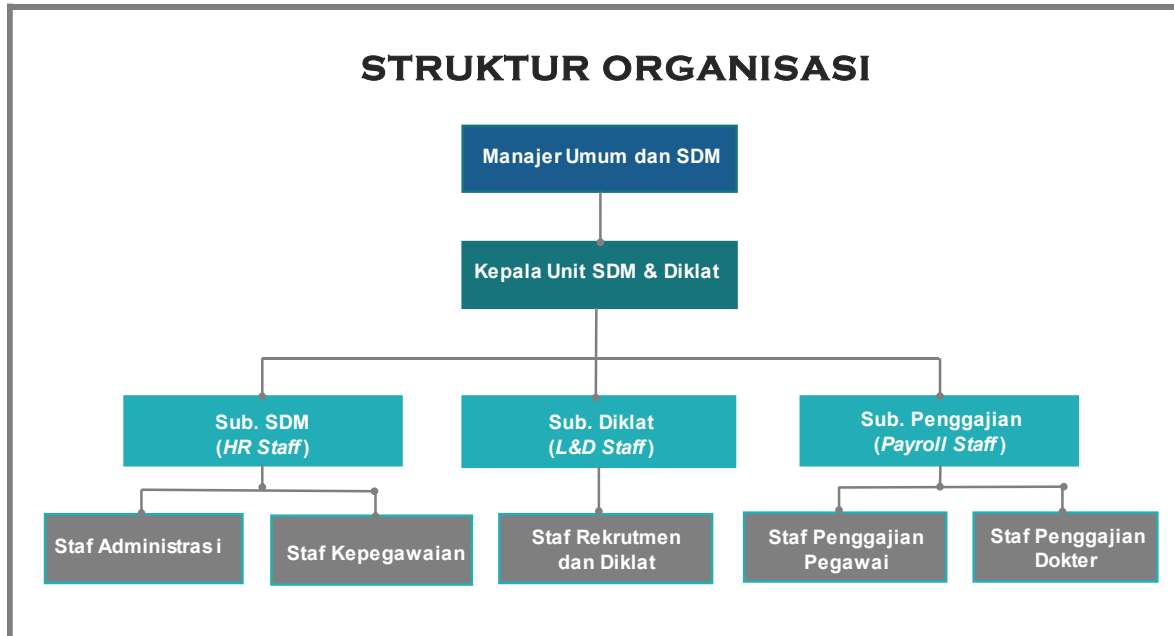 STRUKTUR ORGANISASI
Manajer Umum dan SDM
Kepala Unit SDM & Diklat
Sub. SDM
(HR Staff)
Sub. Diklat
(L&D Staff)
Sub. Penggajian
(Payroll Staff)
Staf Administrasi
Staf Kepegawaian
Staf Rekrutmen
dan Diklat
Staf Penggajian
Pegawai
Staf Penggajian
Dokter